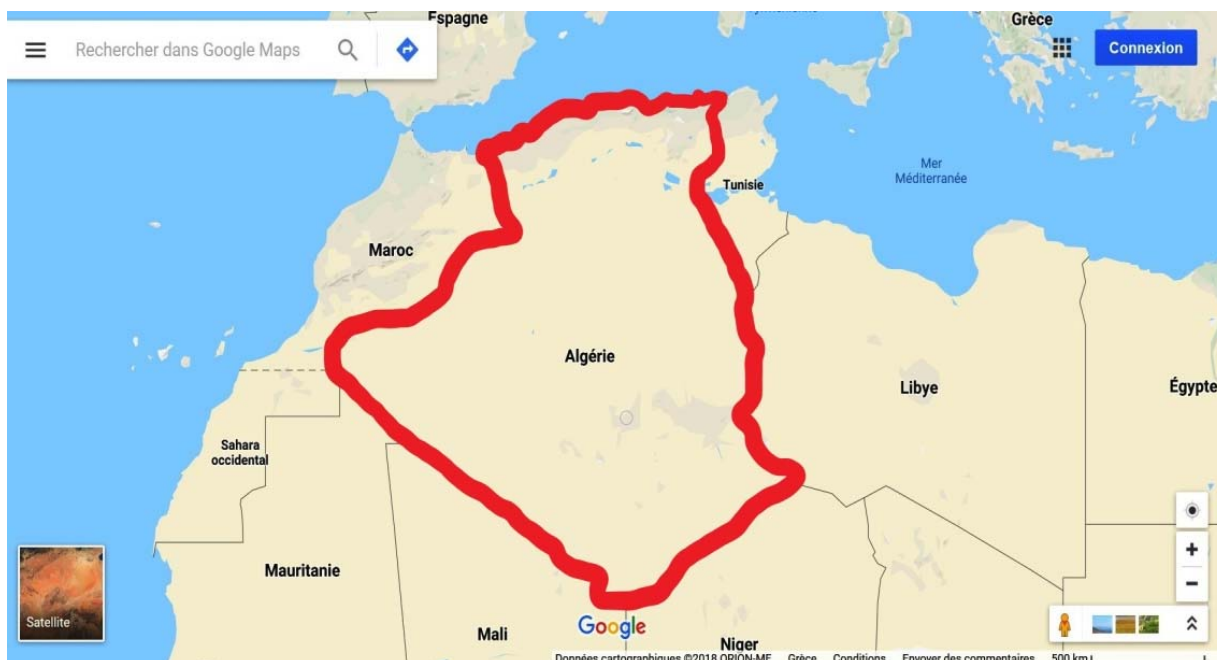 Espagne
Grèce
Rechercher dans Google Maps
Connexion
Mer
Méditerranée
Tunisie
Maroc
Algérie
Libye
Égypte
Sahara
occidental
Mauritanie
Satellite
Mali
Google
Niger
Données cartographiques ©2018 ORION-ME Grèce Conditions Envoyer des commentaires 500 km